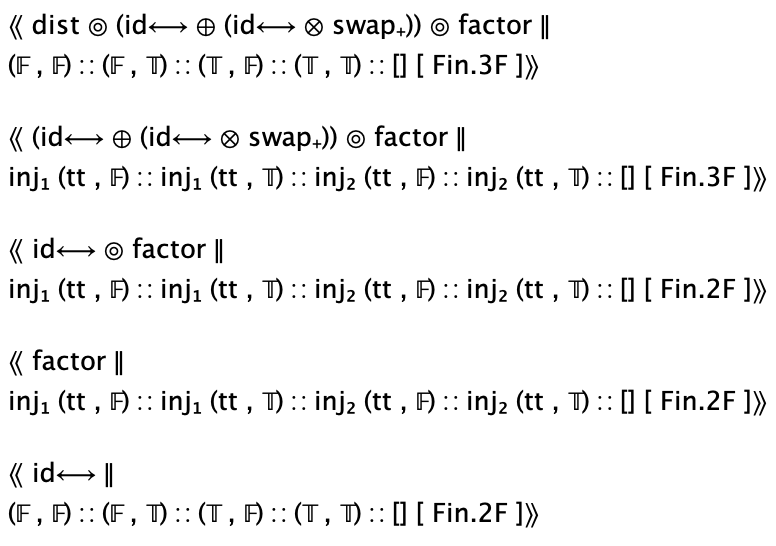 ⟪ dist ⊚ (id⟷ ⊕ (id⟷ ⊗ swap₊)) ⊚ factor ∥
(𝔽 , 𝔽) ∷ (𝔽 , 𝕋) ∷ (𝕋 , 𝔽) ∷ (𝕋 , 𝕋) ∷ [] [ Fin.3F ]⟫
⟪ (id⟷ ⊕ (id⟷ ⊗ swap₊)) ⊚ factor ∥
inj₁ (tt , 𝔽) ∷ inj₁ (tt , 𝕋) ∷ inj₂ (tt , 𝔽) ∷ inj₂ (tt , 𝕋) ∷ [] [ Fin.3F ]⟫
⟪ id⟷ ⊚ factor ∥
inj₁ (tt , 𝔽) ∷ inj₁ (tt , 𝕋) ∷ inj₂ (tt , 𝔽) ∷ inj₂ (tt , 𝕋) ∷ [] [ Fin.2F ]⟫
⟪ factor ∥
inj₁ (tt , 𝔽) ∷ inj₁ (tt , 𝕋) ∷ inj₂ (tt , 𝔽) ∷ inj₂ (tt , 𝕋) ∷ [] [ Fin.2F ]⟫
⟪ id⟷ ∥
(𝔽 , 𝔽) ∷ (𝔽 , 𝕋) ∷ (𝕋 , 𝔽) ∷ (𝕋 , 𝕋) ∷ [] [ Fin.2F ]⟫